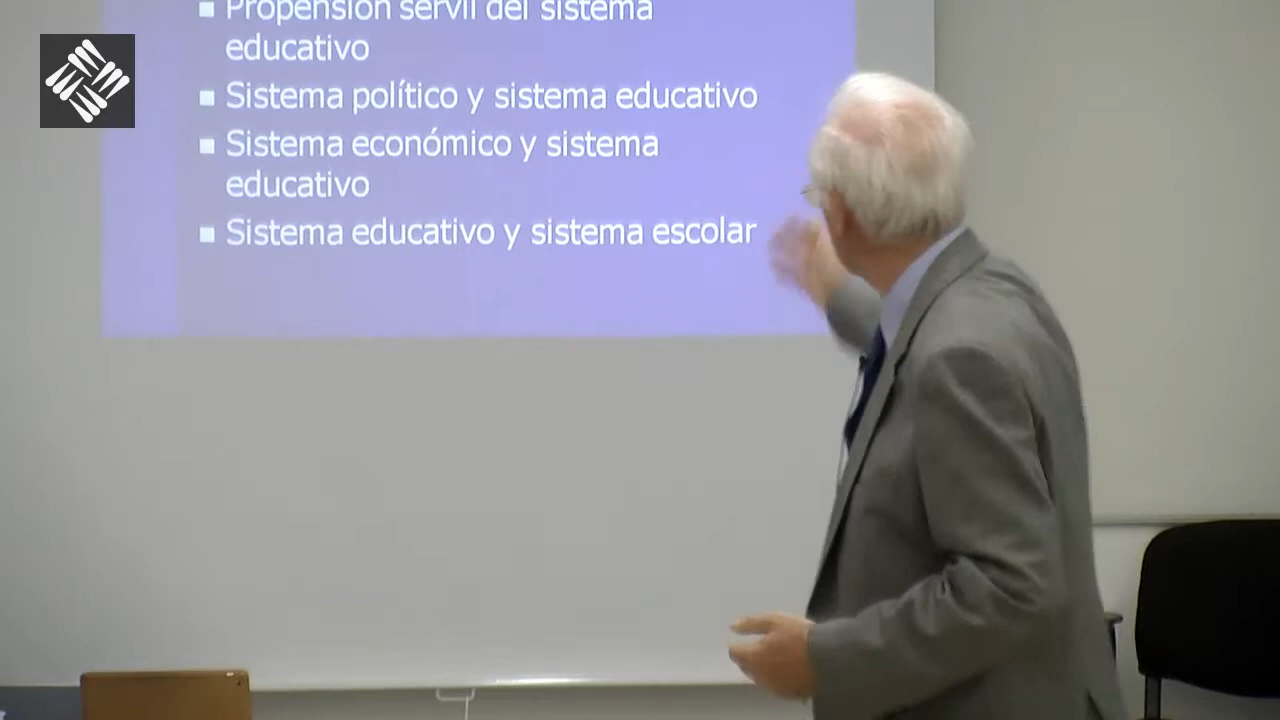 Propensión servil del sistema
educativo
Sistema político y sistema educativo
Sistema económico y sistema
educativo
Sistema educativo y sistema escolar